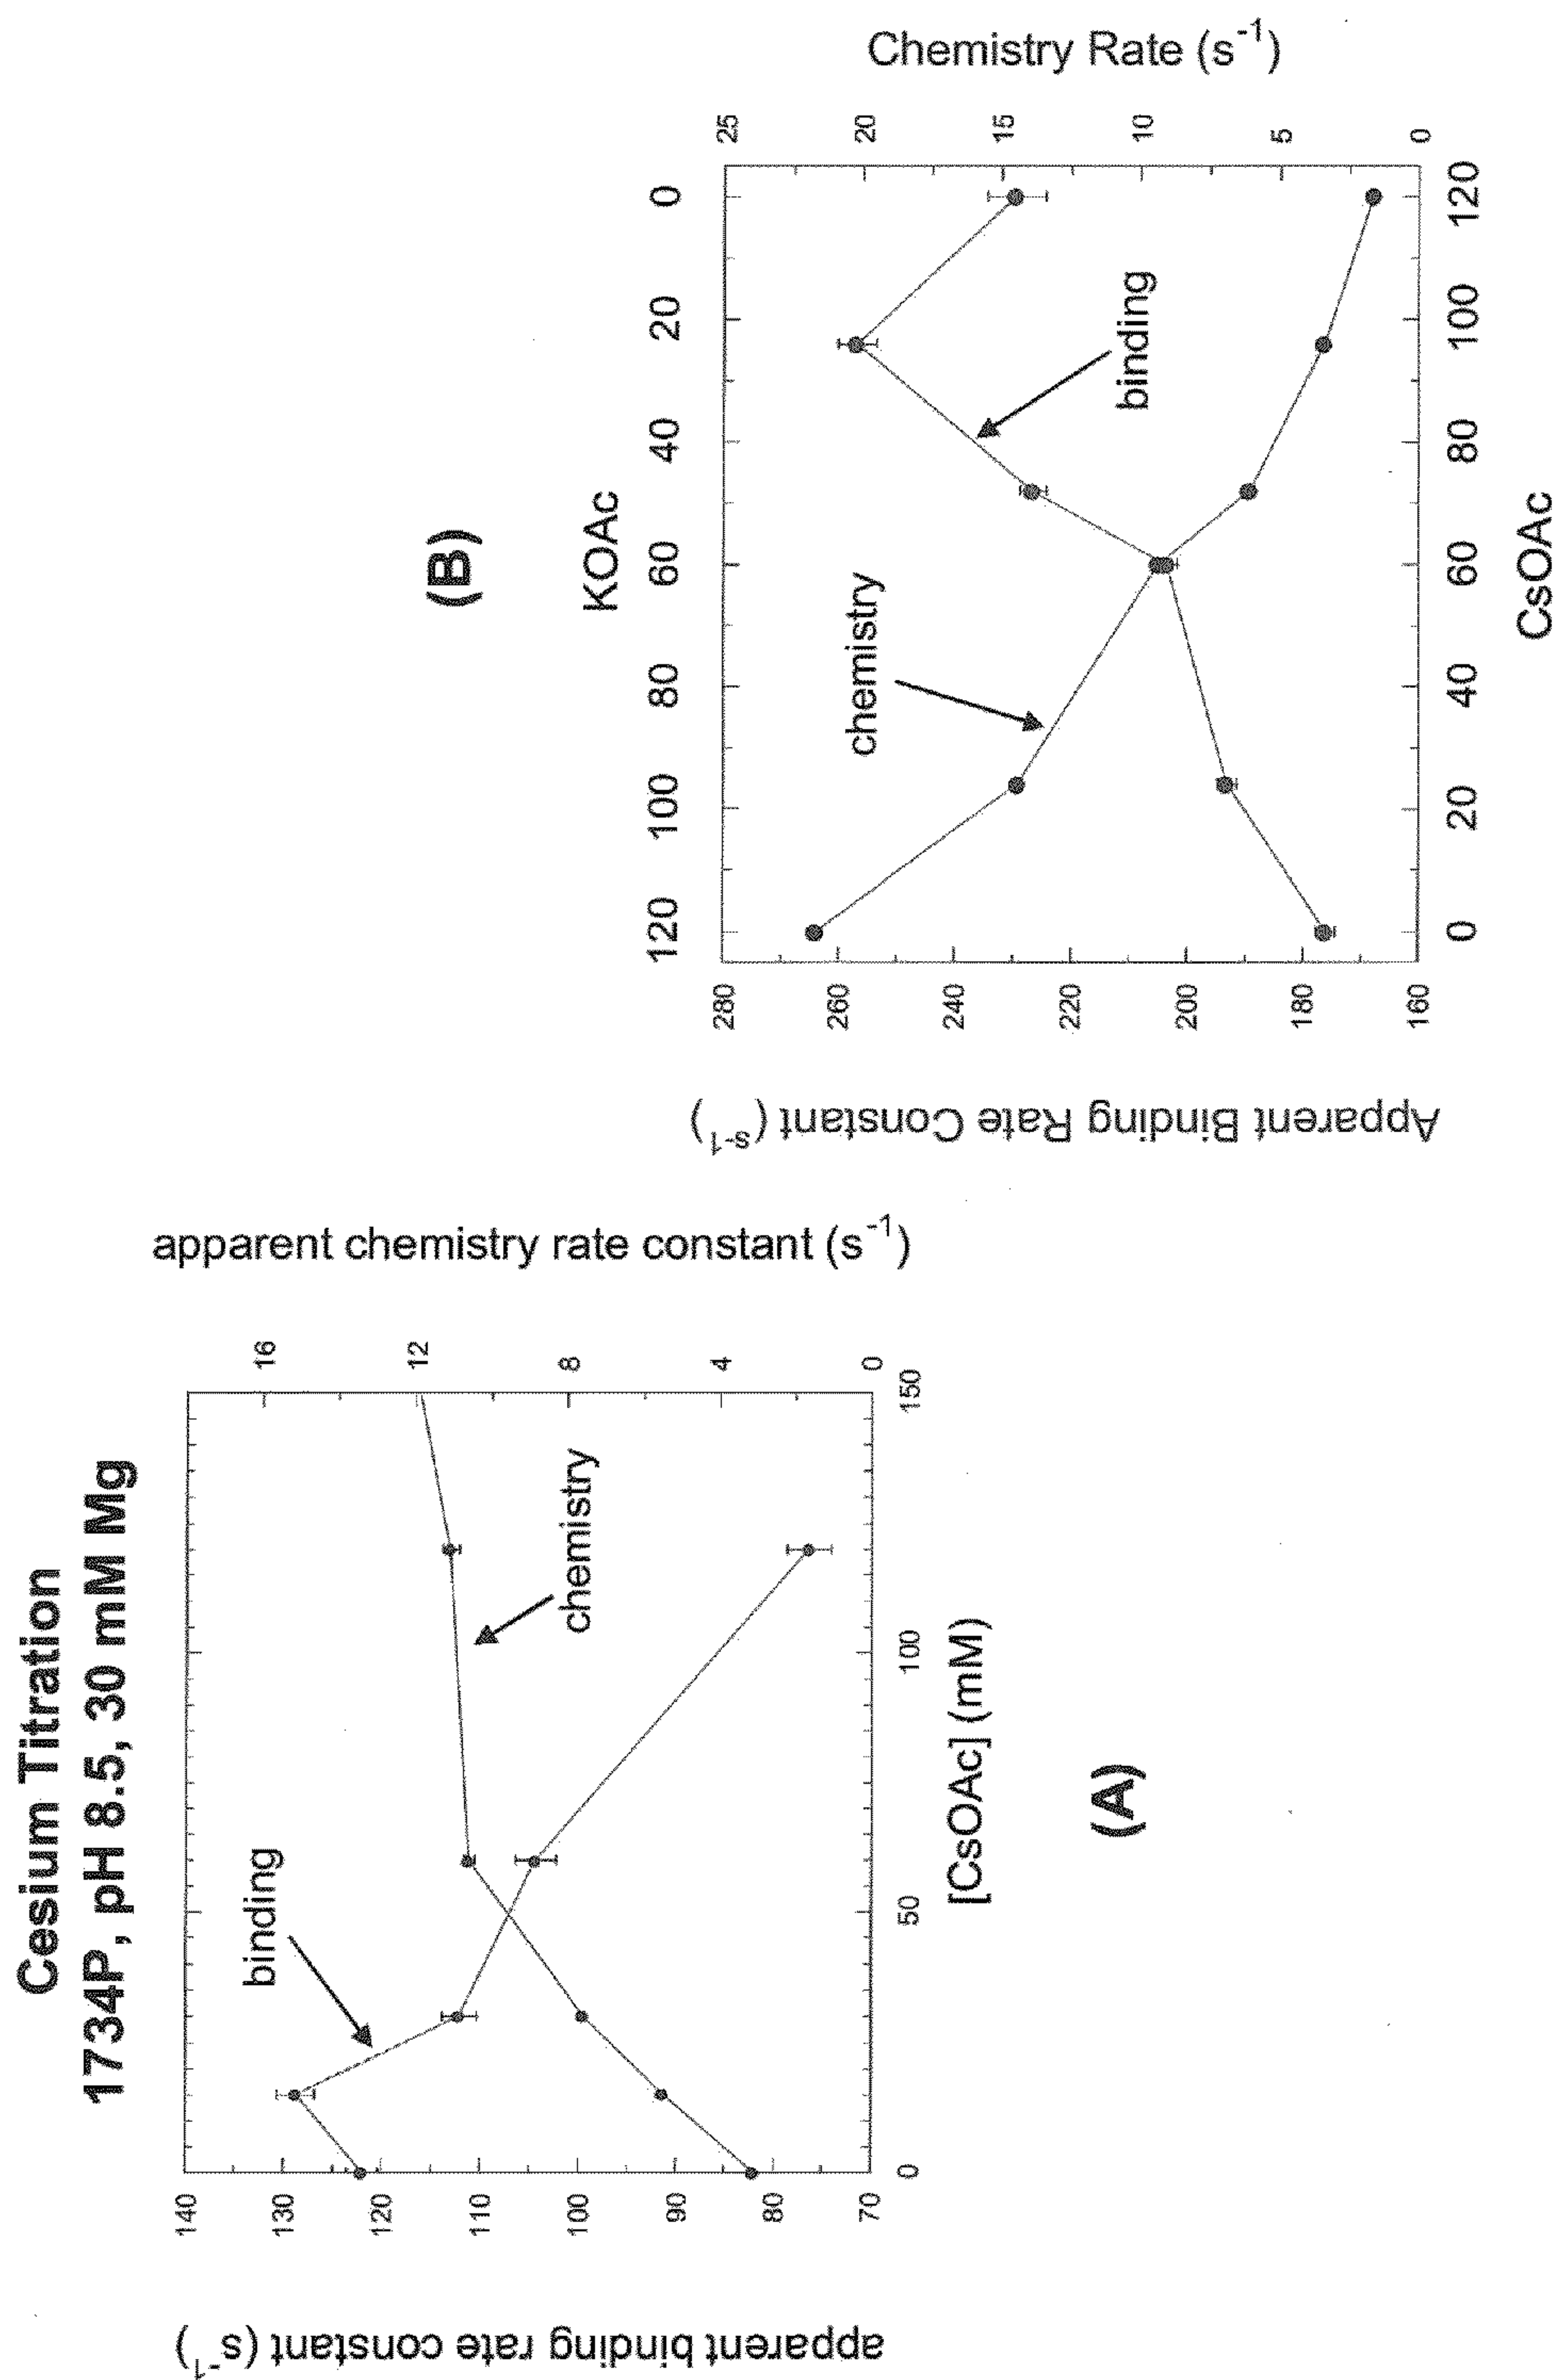 Cesium Titration
1734P, pH 8.5, 30 mM Mg
apparent binding rate constant (s-1)
140
130
120
110
100
90
80
70
binding
chemistry
16
12
8
4
0
apparent chemistry rate constant (s-1)
0
50
100
150
[CsOAc] (mM)
(A)
(B)
KOAc
120
100
80
60
40
20
0
Apparent Binding Rate Constant (s-1)
280
260
240
220
200
180
160
chemistry
binding
25
20
15
10
5
0
Chemistry Rate (s-1)
0
20
40
60
80
100
120
CsOAc